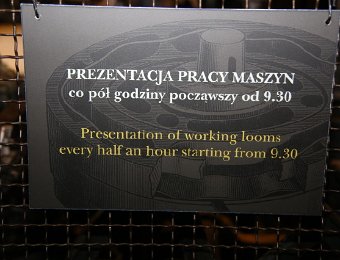 PREZENTACJA PRACY MASZYN
co pół godziny począwszy od 9.30
Presentation of working looms
every half an hour starting from 9.30